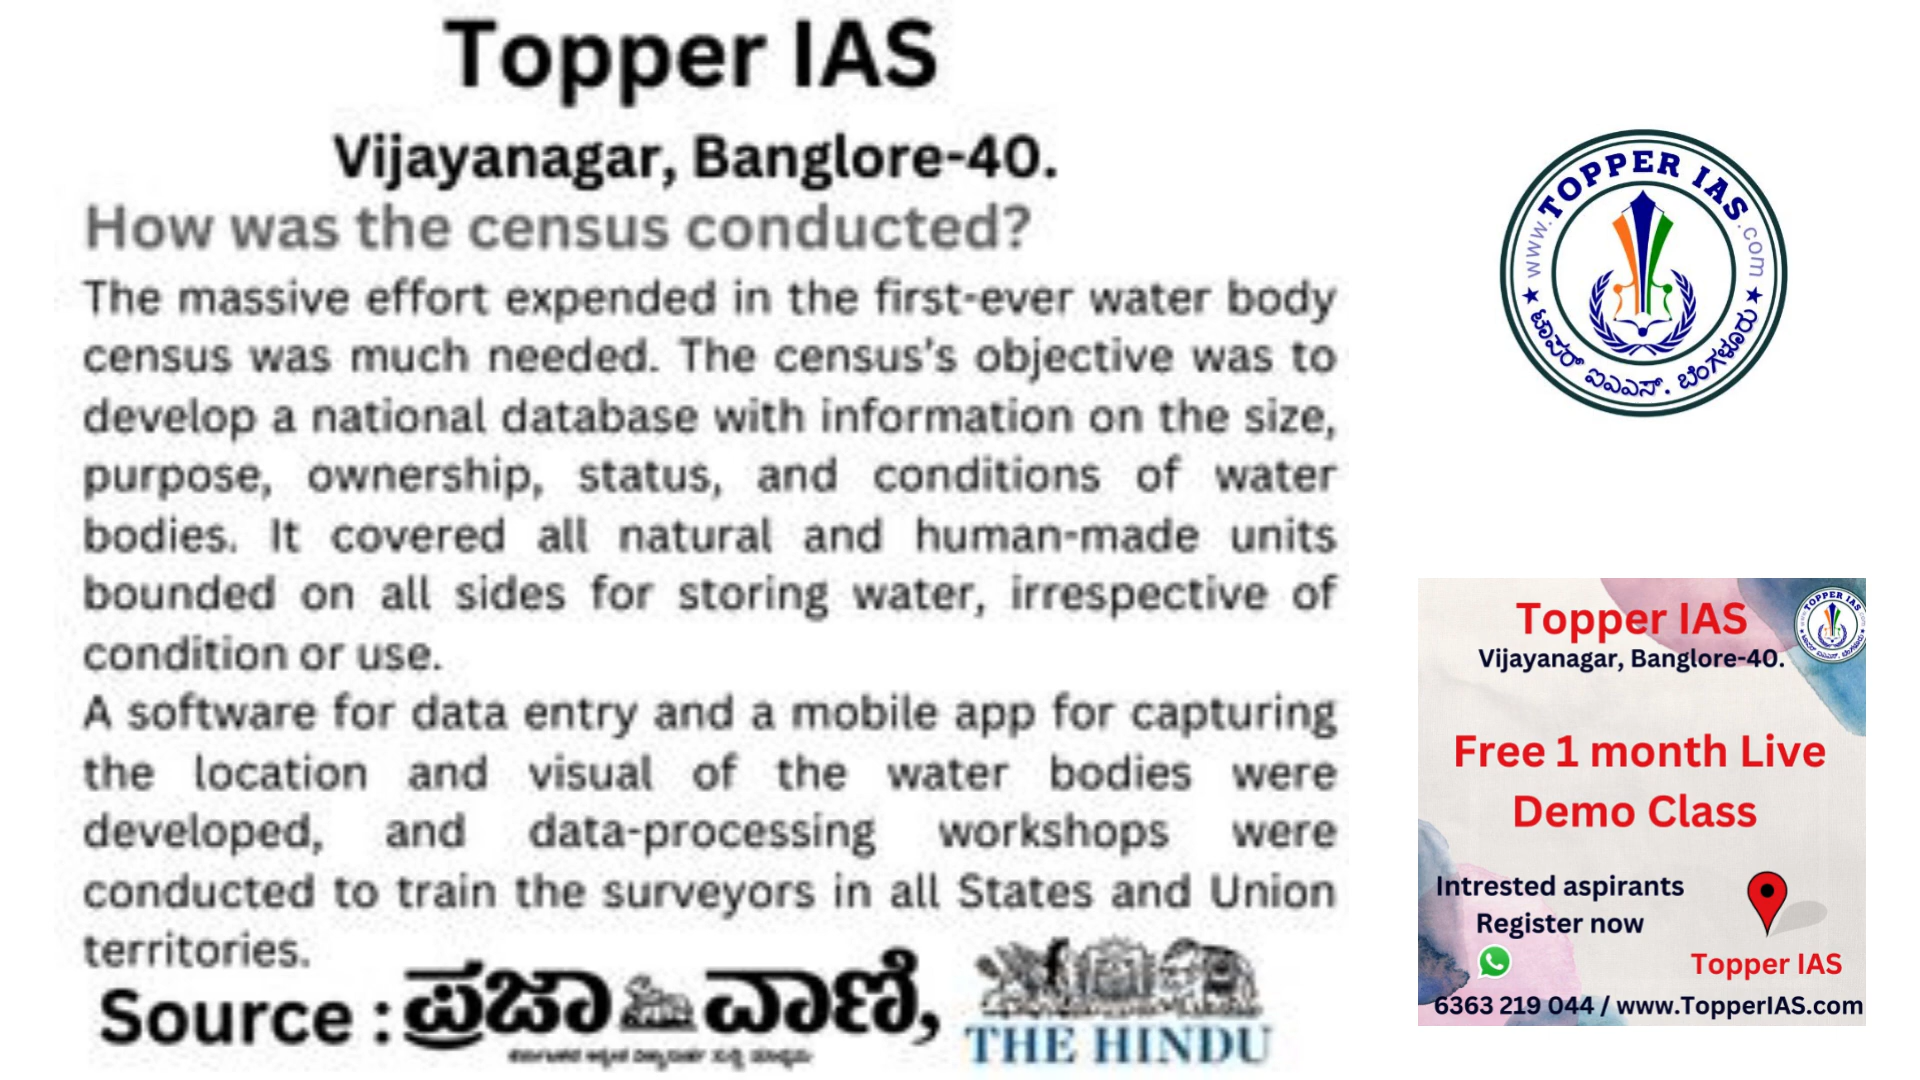 Topper IAS
Vijayanagar, Banglore-40.
How was the census conducted?
The massive effort expended in the first-ever water body
census was much needed. The census's objective was to
develop a national database with information on the size,
purpose, ownership, status, and conditions of water
bodies. It covered all natural and human-made units
bounded on all sides for storing water, irrespective of
condition or use.
A software for data entry and a mobile app for capturing
the location and visual of the water bodies were
developed, and data-processing workshops were
conducted to train the surveyors in all States and Union
territories.
Source : ಪ್ರಜಾವಾಣಿ, THE HINDU
www.TOPPER IAS.com
ಟಾಪರ್ ಐಎಎಸ್. ಬೆಂಗಳೂರು
Topper IAS
Vijayanagar, Banglore-40.
TOPPER IAS
Free 1 month Live
Demo Class
Intrested aspirants
Register now
Topper IAS
6363 219 044 / www.TopperIAS.com